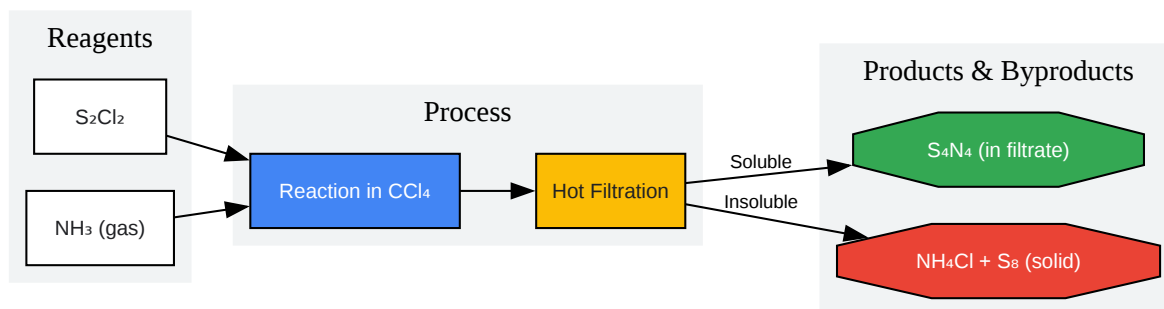 Reagents
S₂Cl₂
NH₃ (gas)
Process
Reaction in CCl₄
Hot Filtration
Soluble
Insoluble
Products & Byproducts
S₄N₄ (in filtrate)
NH₄Cl + S₈ (solid)